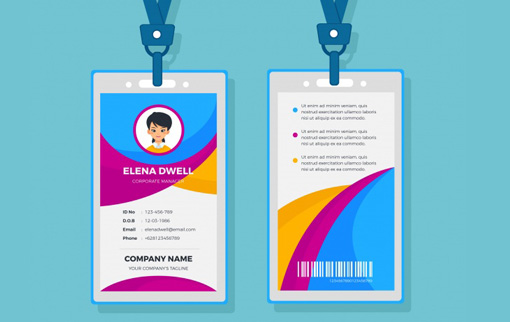 ELENA DWELL
CORPORATE MANAGER
ID No : 123-456-789
D.O.B : 12-03-1986
Email : elenadwell@email.com
Phone : +628123456789
COMPANY NAME
YOUR COMPANY'S TAGLINE
Ut enim ad minim veniam, quis
nostrud exercitation ullamco laboris
nisi ut aliquip ex ea commodo.
Ut enim ad minim veniam, quis
nostrud exercitation ullamco laboris
nisi ut aliquip ex ea commodo.
Ut enim ad minim veniam, quis
nostrud exercitation ullamco laboris
nisi ut aliquip ex ea commodo.